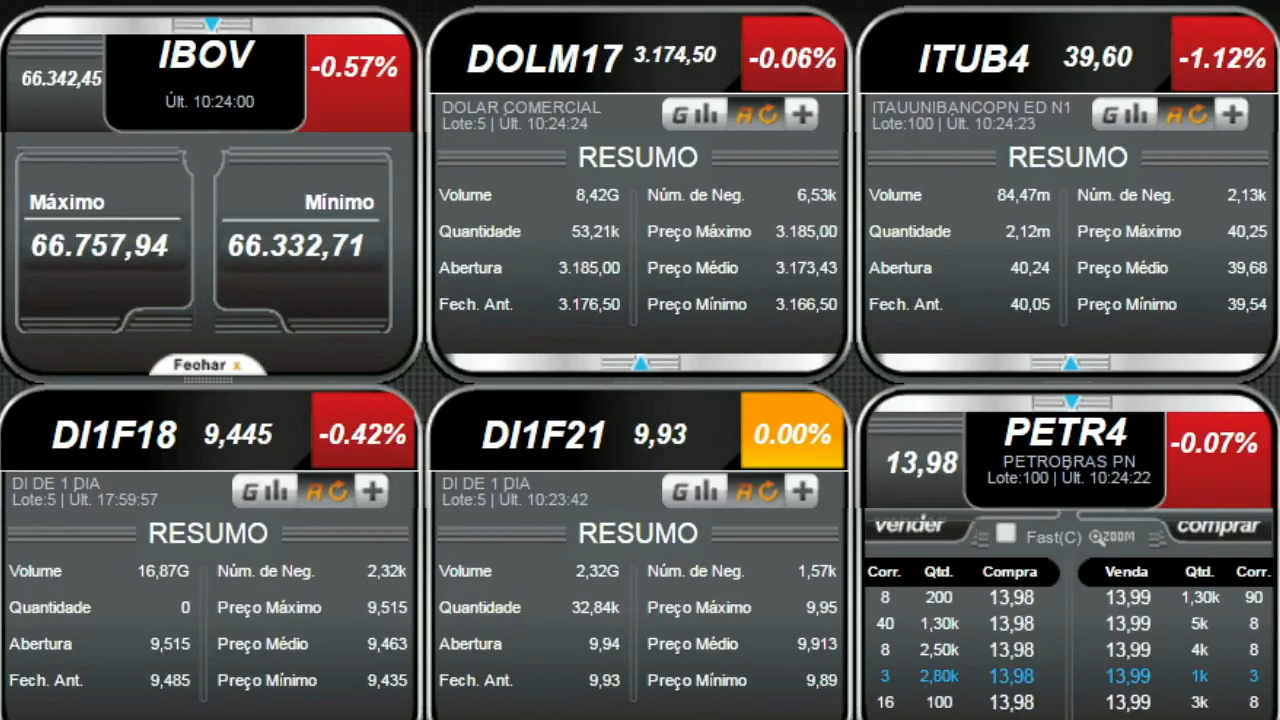 IBOV
66.342,45
-0.57%
Últ. 10:24:00
Máximo
66.757,94
Mínimo
66.332,71
Fechar x
DOLM17 3.174,50 -0.06%
DOLAR COMERCIAL
Lote:5 | Últ. 10:24:24
G A +
RESUMO
Volume 8,42G Núm. de Neg. 6,53k
Quantidade 53,21k Preço Máximo 3.185,00
Abertura 3.185,00 Preço Médio 3.173,43
Fech. Ant. 3.176,50 Preço Mínimo 3.166,50
ITUB4 39,60 -1.12%
ITAUUNIBANCOPN ED N1
Lote:100 | Últ. 10:24:23
G A +
RESUMO
Volume 84,47m Núm. de Neg. 2,13k
Quantidade 2,12m Preço Máximo 40,25
Abertura 40,24 Preço Médio 39,68
Fech. Ant. 40,05 Preço Mínimo 39,54
DI1F18 9,445 -0.42%
DI DE 1 DIA
Lote:5 | Últ. 17:59:57
G A +
RESUMO
Volume 16,87G Núm. de Neg. 2,32k
Quantidade 0 Preço Máximo 9,515
Abertura 9,515 Preço Médio 9,463
Fech. Ant. 9,485 Preço Mínimo 9,435
DI1F21 9,93 0.00%
DI DE 1 DIA
Lote:5 | Últ. 10:23:42
G A +
RESUMO
Volume 2,32G Núm. de Neg. 1,57k
Quantidade 32,84k Preço Máximo 9,95
Abertura 9,94 Preço Médio 9,913
Fech. Ant. 9,93 Preço Mínimo 9,89
PETR4
13,98
-0.07%
PETROBRAS PN
Lote:100 | Últ. 10:24:22
vender comprar
Fast(C) ZOOM
Corr. Qtd. Compra Venda Qtd. Corr.
8 200 13,98 13,99 1,30k 90
40 1,30k 13,98 13,99 5k 8
8 2,50k 13,98 13,99 4k 8
3 2,80k 13,98 13,99 1k 3
16 100 13,98 13,99 3k 8